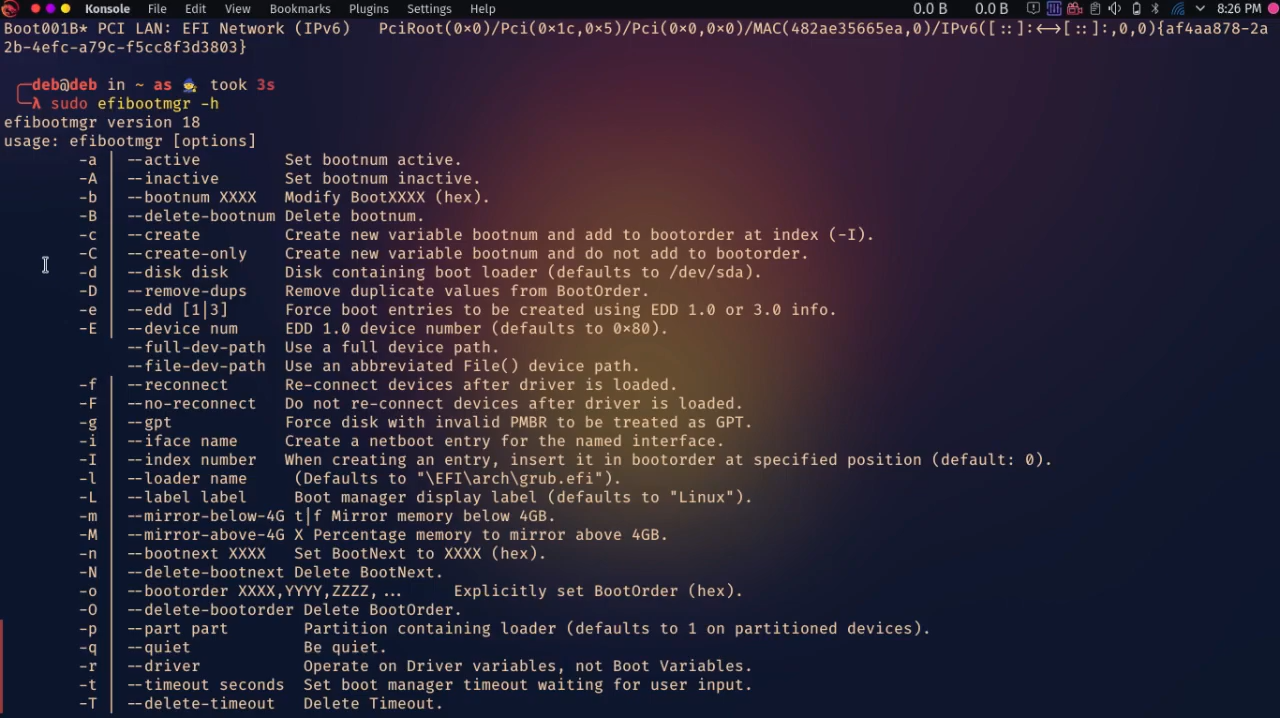 Konsole File Edit View Bookmarks Plugins Settings Help 0.0 B 0.0 B 8:26 PM
Boot001B* PCI LAN: EFI Network (IPv6) PciRoot(0×0)/Pci(0×1c,0×5)/Pci(0×0,0×0)/MAC(482ae35665ea,0)/IPv6([::]:<->[::]:,0,0){af4aa878-2a
2b-4efc-a79c-f5cc8f3d3803}
deb@deb in ~ as 🧙 took 3s
λ sudo efibootmgr -h
efibootmgr version 18
usage: efibootmgr [options]
-a | --active Set bootnum active.
-A | --inactive Set bootnum inactive.
-b | --bootnum XXXX Modify BootXXXX (hex).
-B | --delete-bootnum Delete bootnum.
-c | --create Create new variable bootnum and add to bootorder at index (-I).
-C | --create-only Create new variable bootnum and do not add to bootorder.
-d | --disk disk Disk containing boot loader (defaults to /dev/sda).
-D | --remove-dups Remove duplicate values from BootOrder.
-e | --edd [1|3] Force boot entries to be created using EDD 1.0 or 3.0 info.
-E | --device num EDD 1.0 device number (defaults to 0×80).
--full-dev-path Use a full device path.
--file-dev-path Use an abbreviated File() device path.
-f | --reconnect Re-connect devices after driver is loaded.
-F | --no-reconnect Do not re-connect devices after driver is loaded.
-g | --gpt Force disk with invalid PMBR to be treated as GPT.
-i | --iface name Create a netboot entry for the named interface.
-I | --index number When creating an entry, insert it in bootorder at specified position (default: 0).
-l | --loader name (Defaults to "\EFI\arch\grub.efi").
-L | --label label Boot manager display label (defaults to "Linux").
-m | --mirror-below-4G t|f Mirror memory below 4GB.
-M | --mirror-above-4G X Percentage memory to mirror above 4GB.
-n | --bootnext XXXX Set BootNext to XXXX (hex).
-N | --delete-bootnext Delete BootNext.
-o | --bootorder XXXX,YYYY,ZZZZ,... Explicitly set BootOrder (hex).
-O | --delete-bootorder Delete BootOrder.
-p | --part part Partition containing loader (defaults to 1 on partitioned devices).
-q | --quiet Be quiet.
-r | --driver Operate on Driver variables, not Boot Variables.
-t | --timeout seconds Set boot manager timeout waiting for user input.
-T | --delete-timeout Delete Timeout.